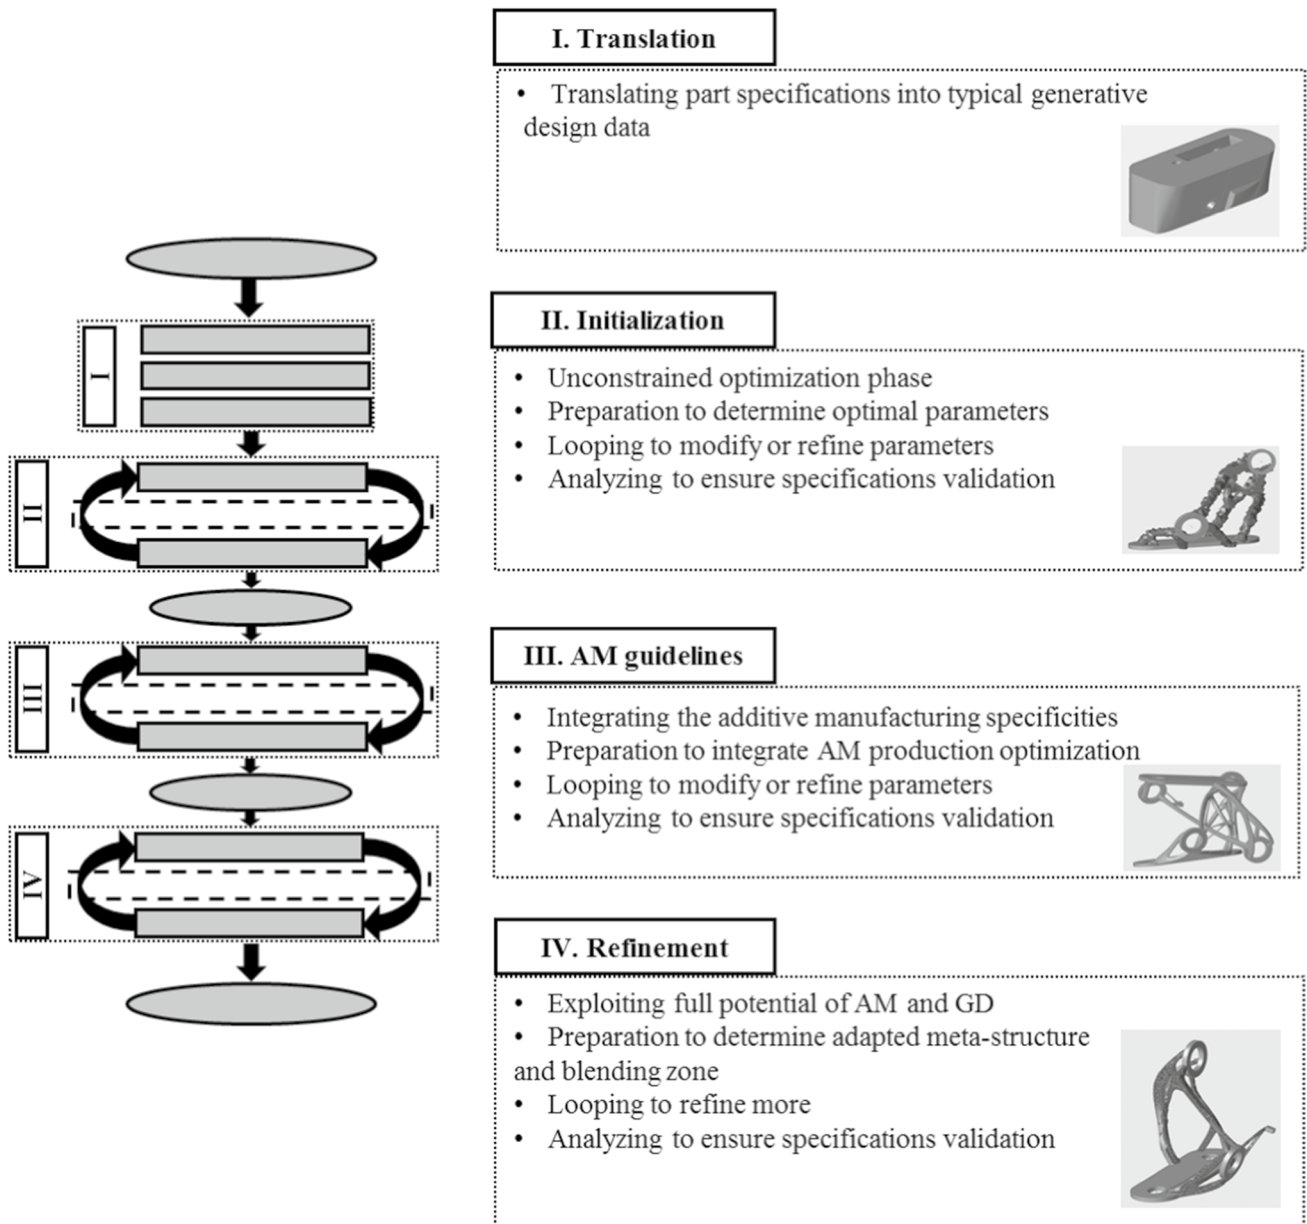 I. Translation
• Translating part specifications into typical generative
design data
I
II. Initialization
• Unconstrained optimization phase
• Preparation to determine optimal parameters
• Looping to modify or refine parameters
• Analyzing to ensure specifications validation
II
III. AM guidelines
• Integrating the additive manufacturing specificities
• Preparation to integrate AM production optimization
• Looping to modify or refine parameters
• Analyzing to ensure specifications validation
III
IV
IV. Refinement
• Exploiting full potential of AM and GD
• Preparation to determine adapted meta-structure
and blending zone
• Looping to refine more
• Analyzing to ensure specifications validation